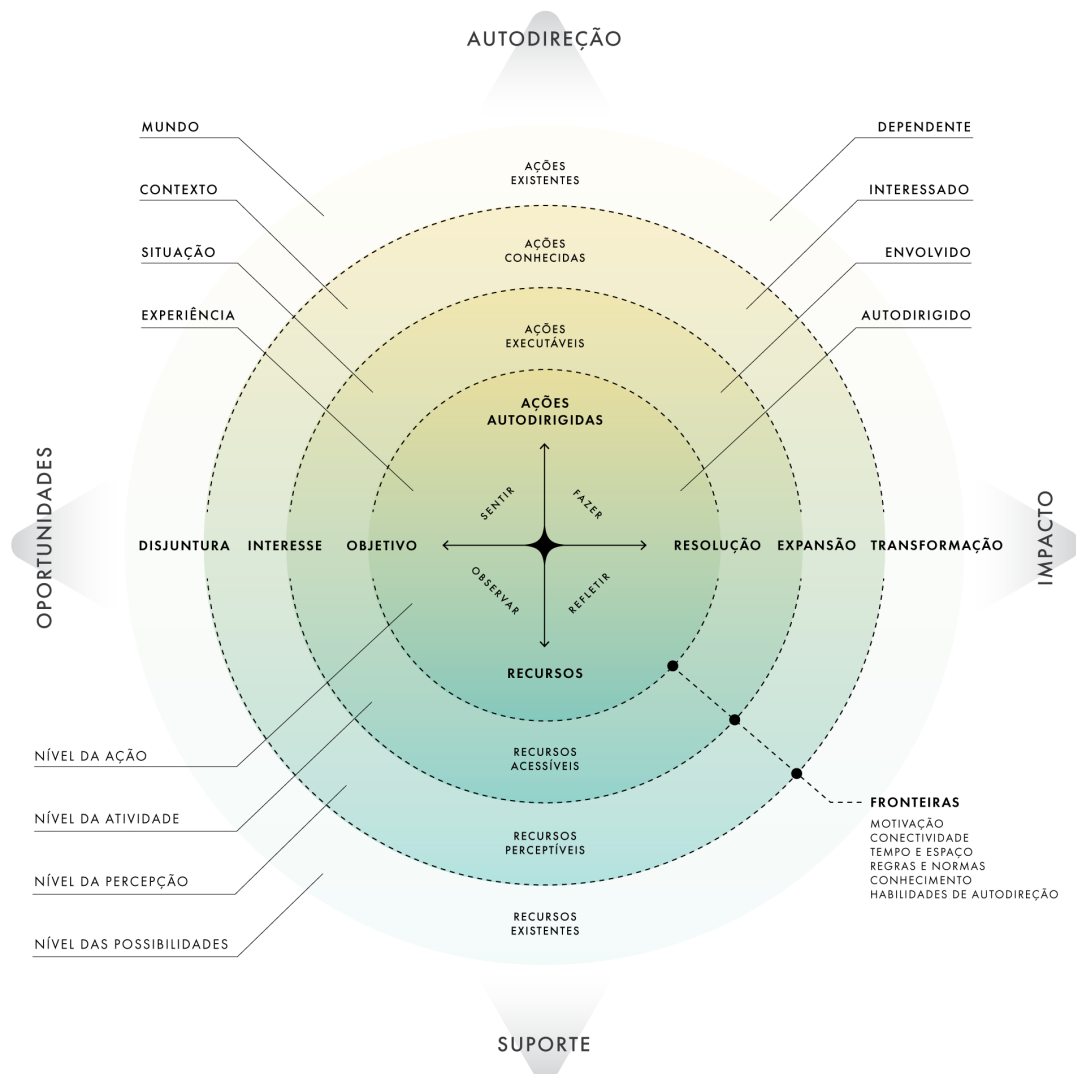 AUTODIREÇÃO
MUNDO
CONTEXTO
SITUAÇÃO
EXPERIÊNCIA
DEPENDENTE
INTERESSADO
ENVOLVIDO
AUTODIRIGIDO
AÇÕES
EXISTENTES
AÇÕES
CONHECIDAS
AÇÕES
EXECUTÁVEIS
AÇÕES
AUTODIRIGIDAS
SENTIR
FAZER
OPORTUNIDADES
DISJUNTURA
INTERESSE
OBJETIVO
RESOLUÇÃO
EXPANSÃO
TRANSFORMAÇÃO
IMPACTO
OBSERVAR
REFLETIR
RECURSOS
RECURSOS
ACESSÍVEIS
RECURSOS
PERCEPTÍVEIS
RECURSOS
EXISTENTES
NÍVEL DA AÇÃO
NÍVEL DA ATIVIDADE
NÍVEL DA PERCEPÇÃO
NÍVEL DAS POSSIBILIDADES
FRONTEIRAS
MOTIVAÇÃO
CONECTIVIDADE
TEMPO E ESPAÇO
REGRAS E NORMAS
CONHECIMENTO
HABILIDADES DE AUTODIREÇÃO
SUPORTE